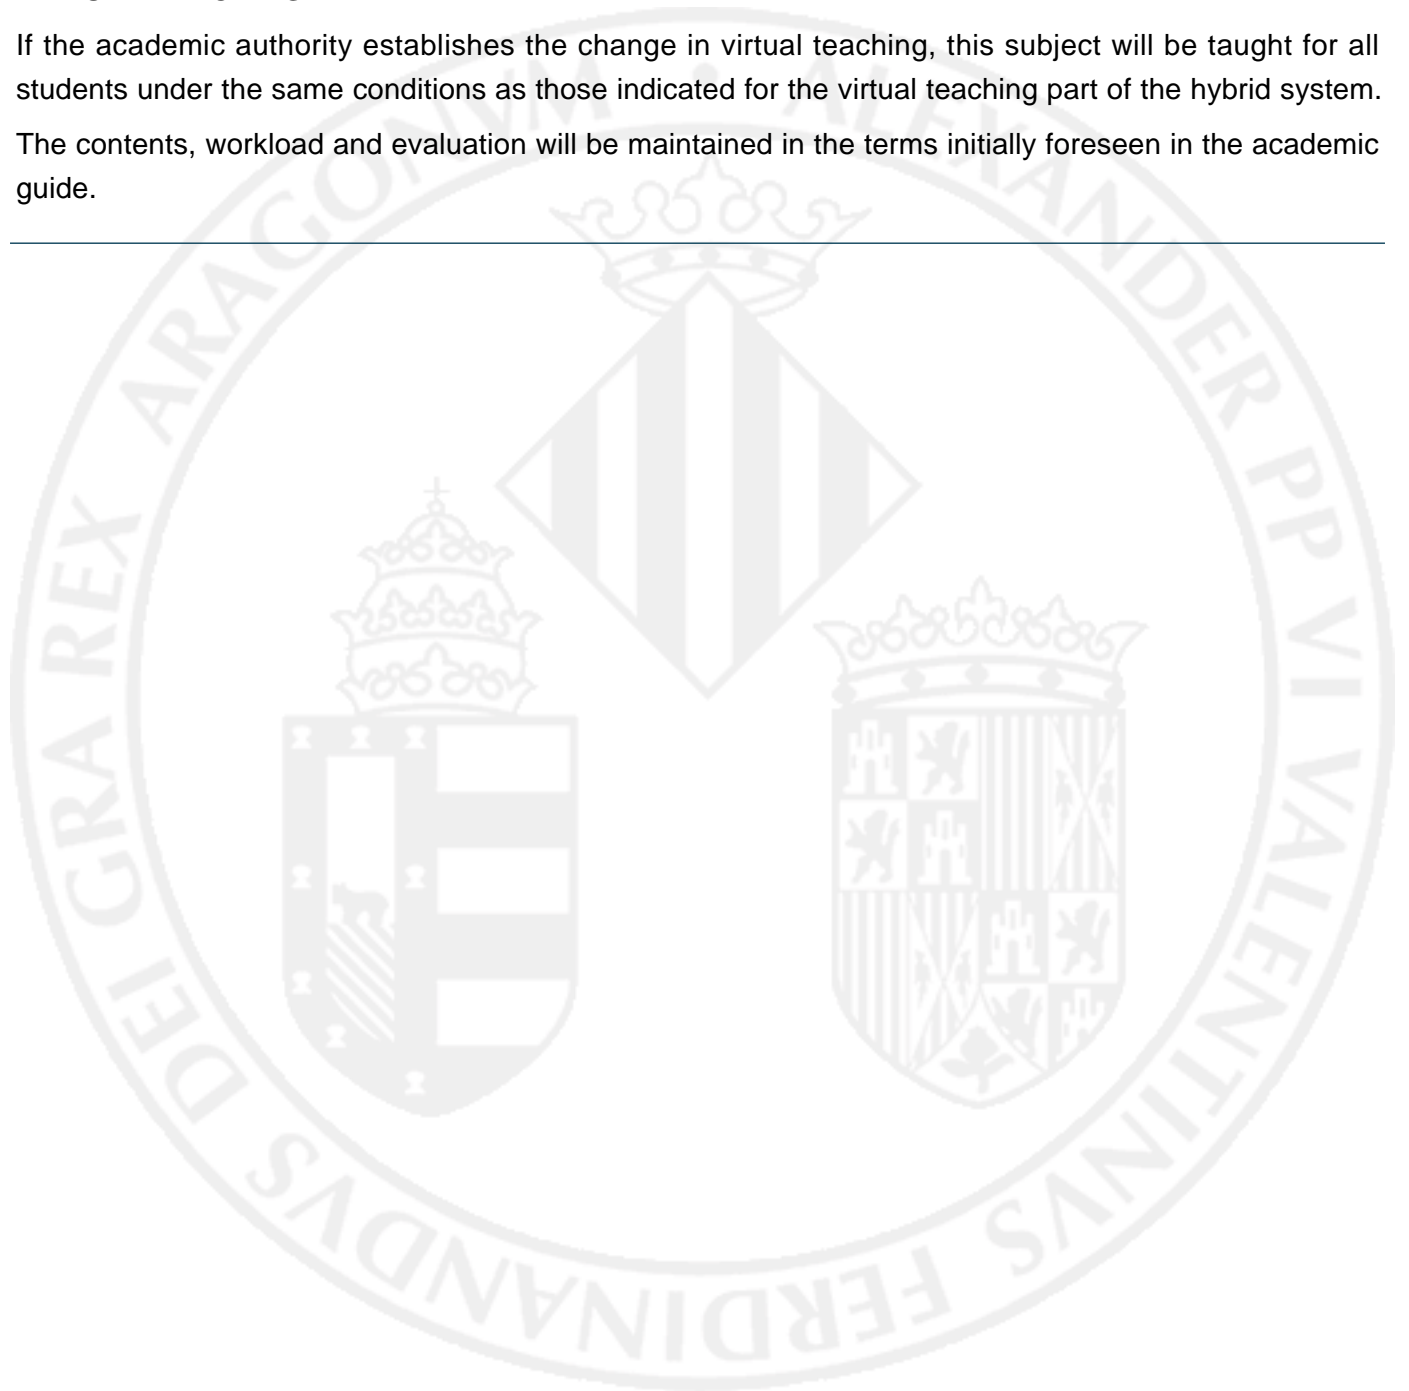 If the academic authority establishes the change in virtual teaching, this subject will be taught for all
students under the same conditions as those indicated for the virtual teaching part of the hybrid system.
The contents, workload and evaluation will be maintained in the terms initially foreseen in the academic
guide.
ALEXANDER PP VI VALENTINVS FERDINANDVS DEI GRA REX ARAGONVM